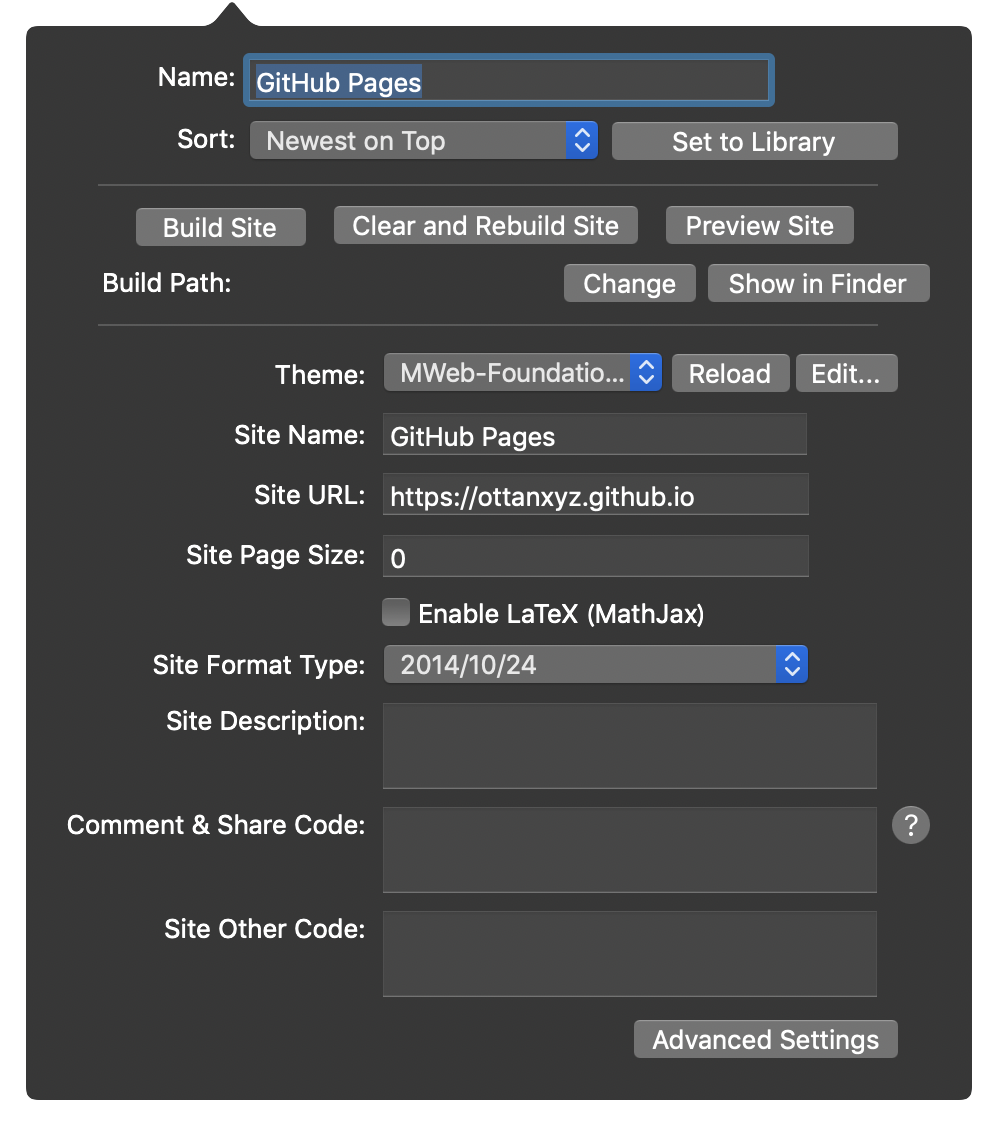 Name: GitHub Pages
Sort: Newest on Top Set to Library
Build Site Clear and Rebuild Site Preview Site
Build Path: Change Show in Finder
Theme: MWeb-Foundatio... Reload Edit...
Site Name: GitHub Pages
Site URL: https://ottanxyz.github.io
Site Page Size: 0
Enable LaTeX (MathJax)
Site Format Type: 2014/10/24
Site Description:
Comment & Share Code: ?
Site Other Code:
Advanced Settings